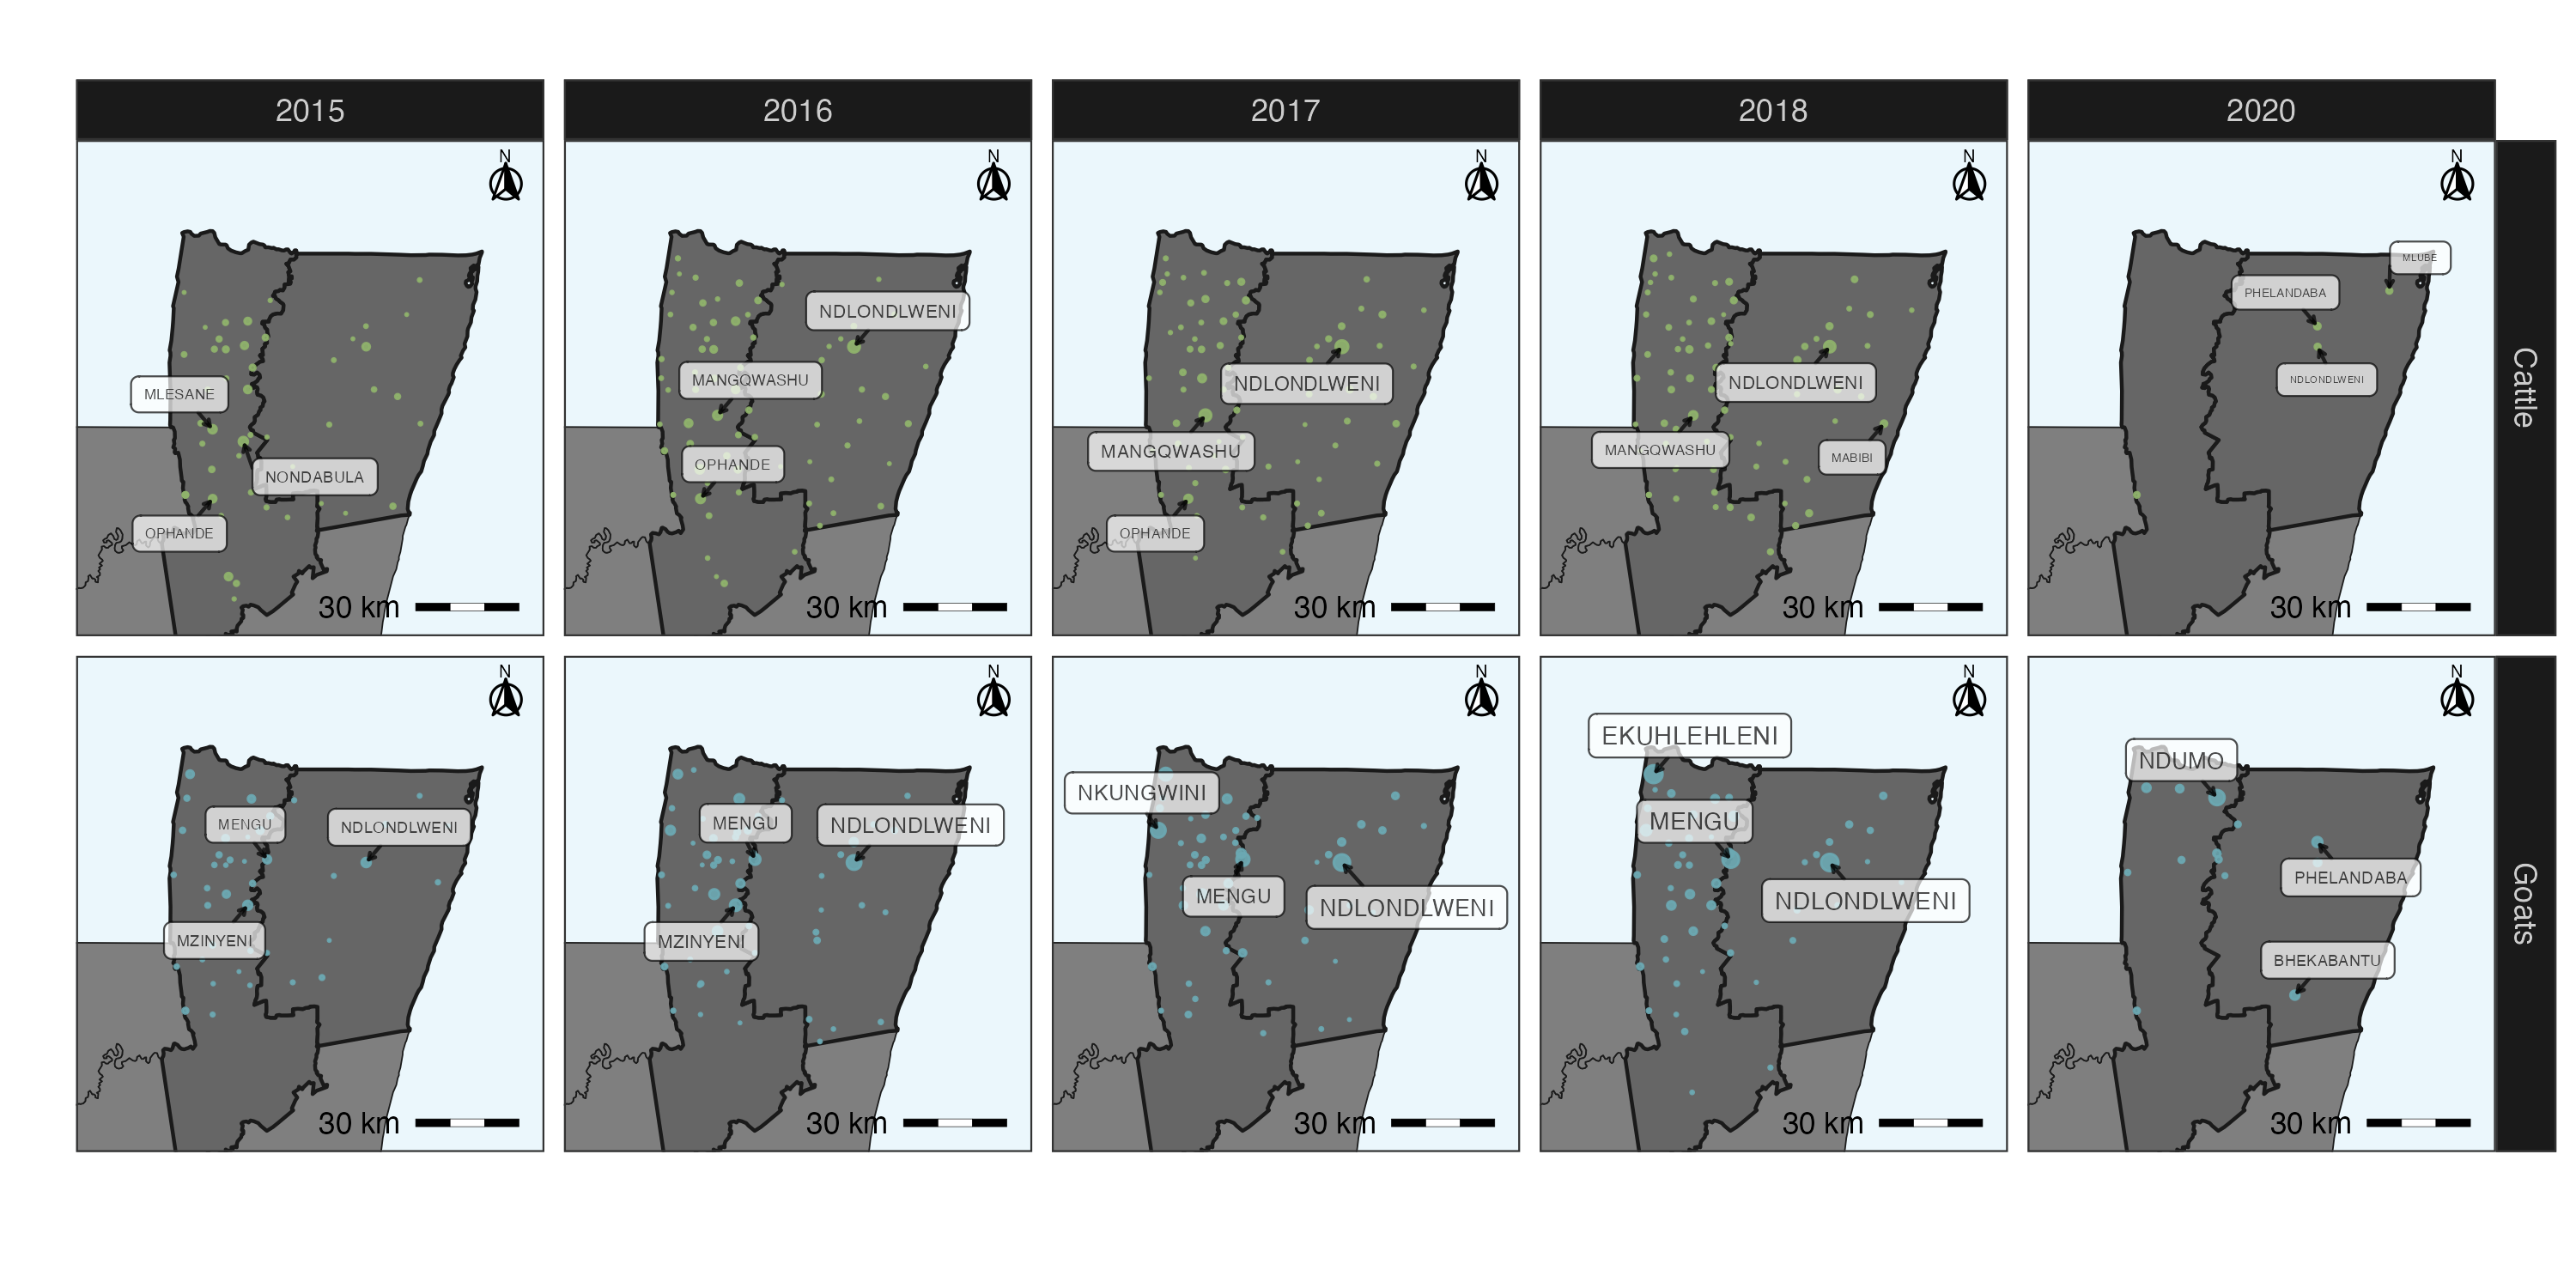 2015
2016
2017
2018
2020
N
N
N
N
N
MLESANE
NONDABULA
OPHANDE
30 km
NDLONDLWENI
MANGQWASHU
OPHANDE
30 km
NDLONDLWENI
MANGQWASHU
OPHANDE
30 km
NDLONDLWENI
MANGQWASHU
MABIBI
30 km
MLUBE
PHELANDABA
NDLONDLWENI
30 km
Cattle
N
N
N
N
N
MENGU
NDLONDLWENI
MZINYENI
30 km
MENGU
NDLONDLWENI
MZINYENI
30 km
NKUNGWINI
MENGU
NDLONDLWENI
30 km
EKUHLEHLENI
MENGU
NDLONDLWENI
30 km
NDUMO
PHELANDABA
BHEKABANTU
30 km
Goats